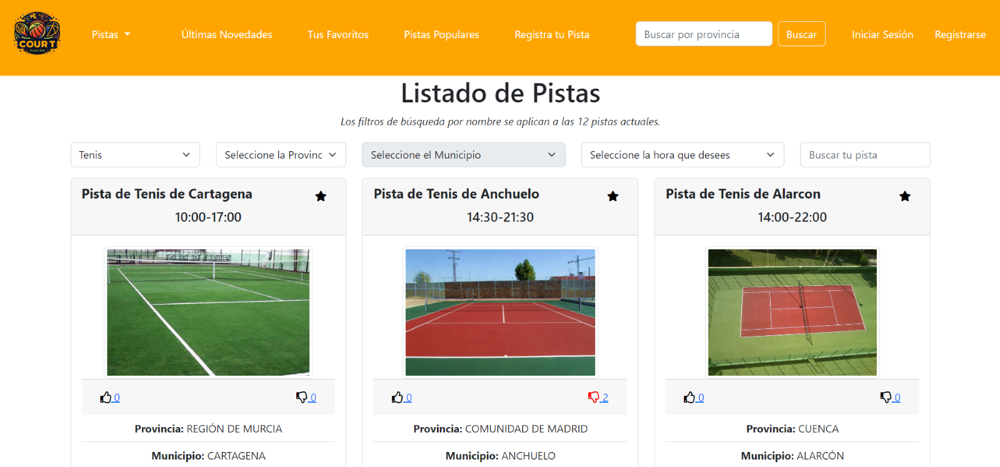 COURT
FUSION
Pistas
Últimas Novedades
Tus Favoritos
Pistas Populares
Registra tu Pista
Buscar por provincia
Buscar
Iniciar Sesión
Registrarse
Listado de Pistas
Los filtros de búsqueda por nombre se aplican a las 12 pistas actuales.
Tenis
Seleccione la Provinc
Seleccione el Municipio
Seleccione la hora que desees
Buscar tu pista
Pista de Tenis de Cartagena
10:00-17:00
0
0
Provincia: REGIÓN DE MURCIA
Municipio: CARTAGENA
Pista de Tenis de Anchuelo
14:30-21:30
0
2
Provincia: COMUNIDAD DE MADRID
Municipio: ANCHUELO
Pista de Tenis de Alarcon
14:00-22:00
0
0
Provincia: CUENCA
Municipio: ALARCÓN